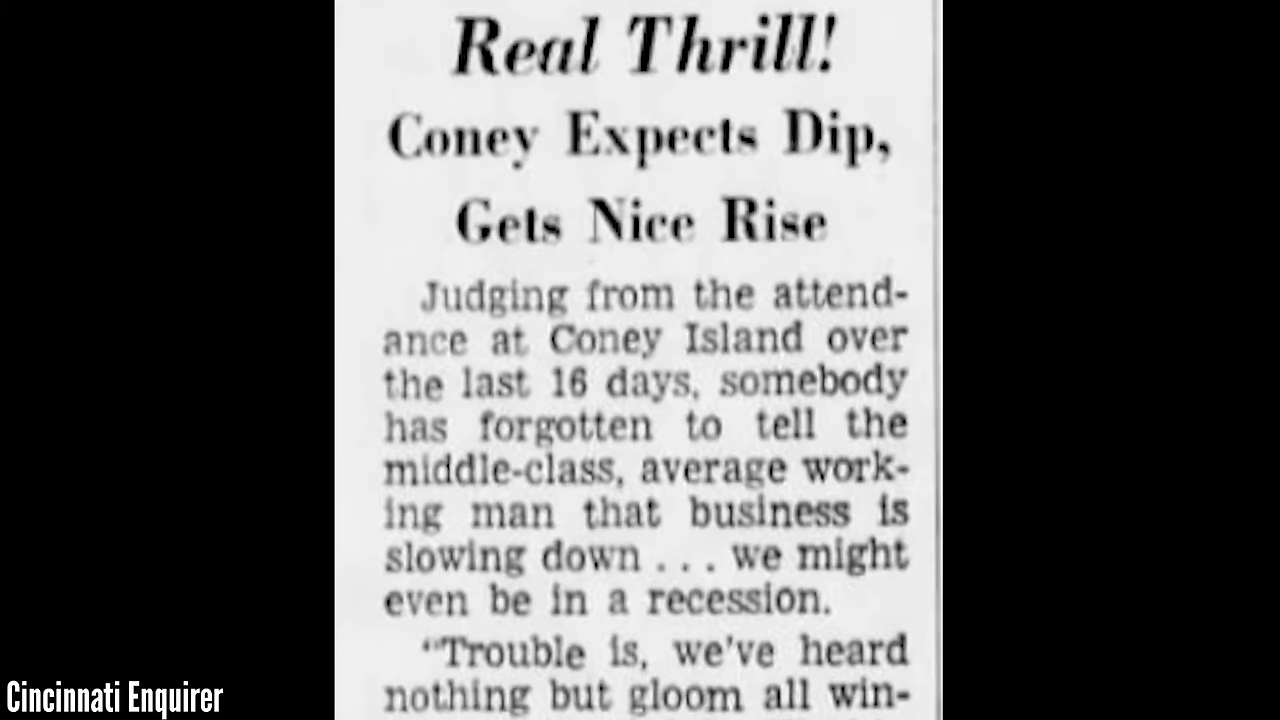 Real Thrill!
Coney Expects Dip,
Gets Nice Rise
Judging from the attend-
ance at Coney Island over
the last 16 days, somebody
has forgotten to tell the
middle-class, average work-
ing man that business is
slowing down . . . we might
even be in a recession.
"Trouble is, we've heard
nothing but gloom all win-
Cincinnati Enquirer